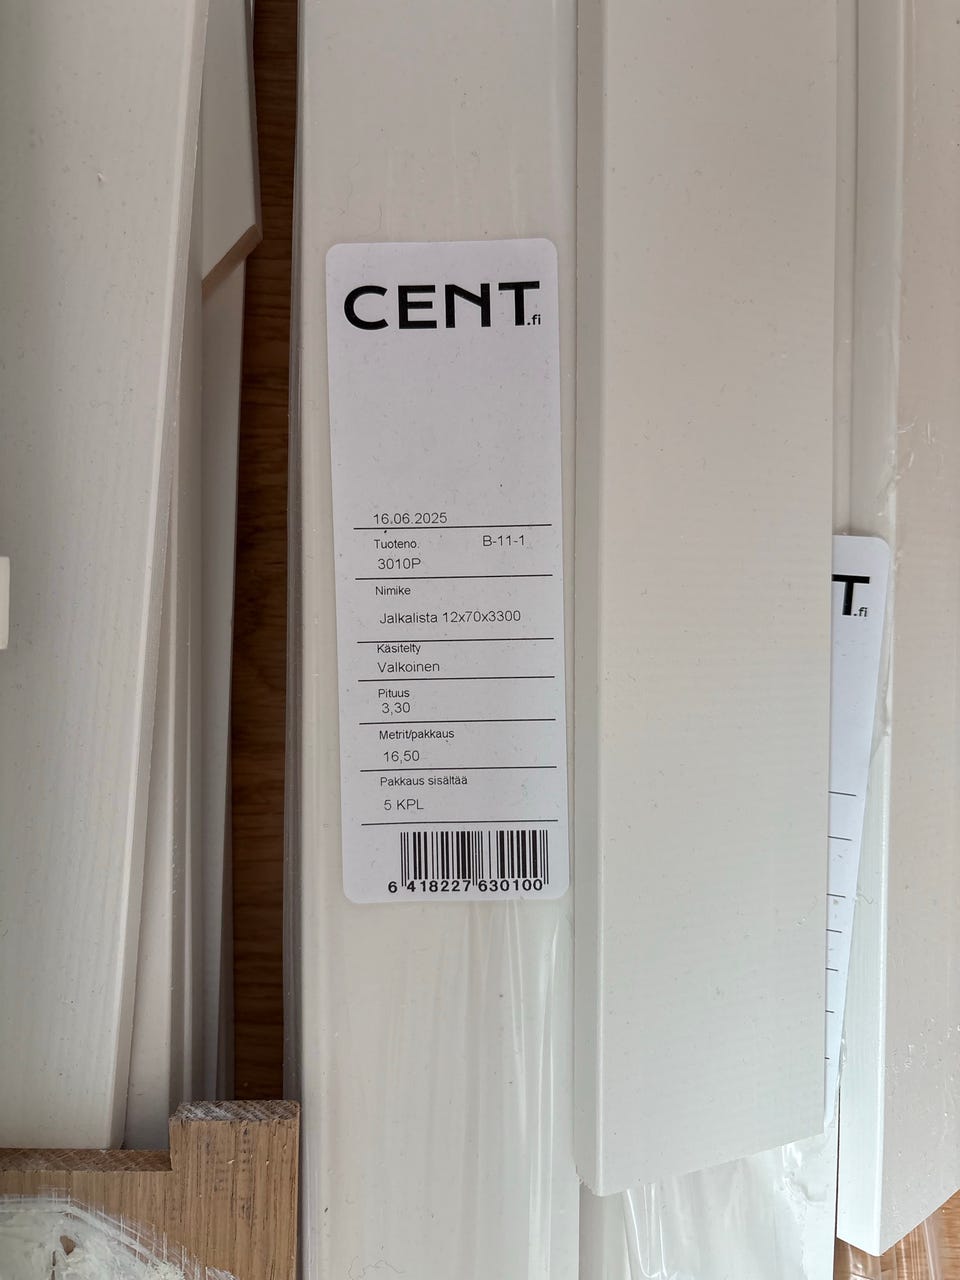 CENT.fi
16.06.2025
Tuoteno. B-11-1
3010P
Nimike
Jalkalista 12x70x3300
Käsitelty
Valkoinen
Pituus
3,30
Metrit/pakkaus
16,50
Pakkaus sisältää
5 KPL
6 418227 630100
T.fi